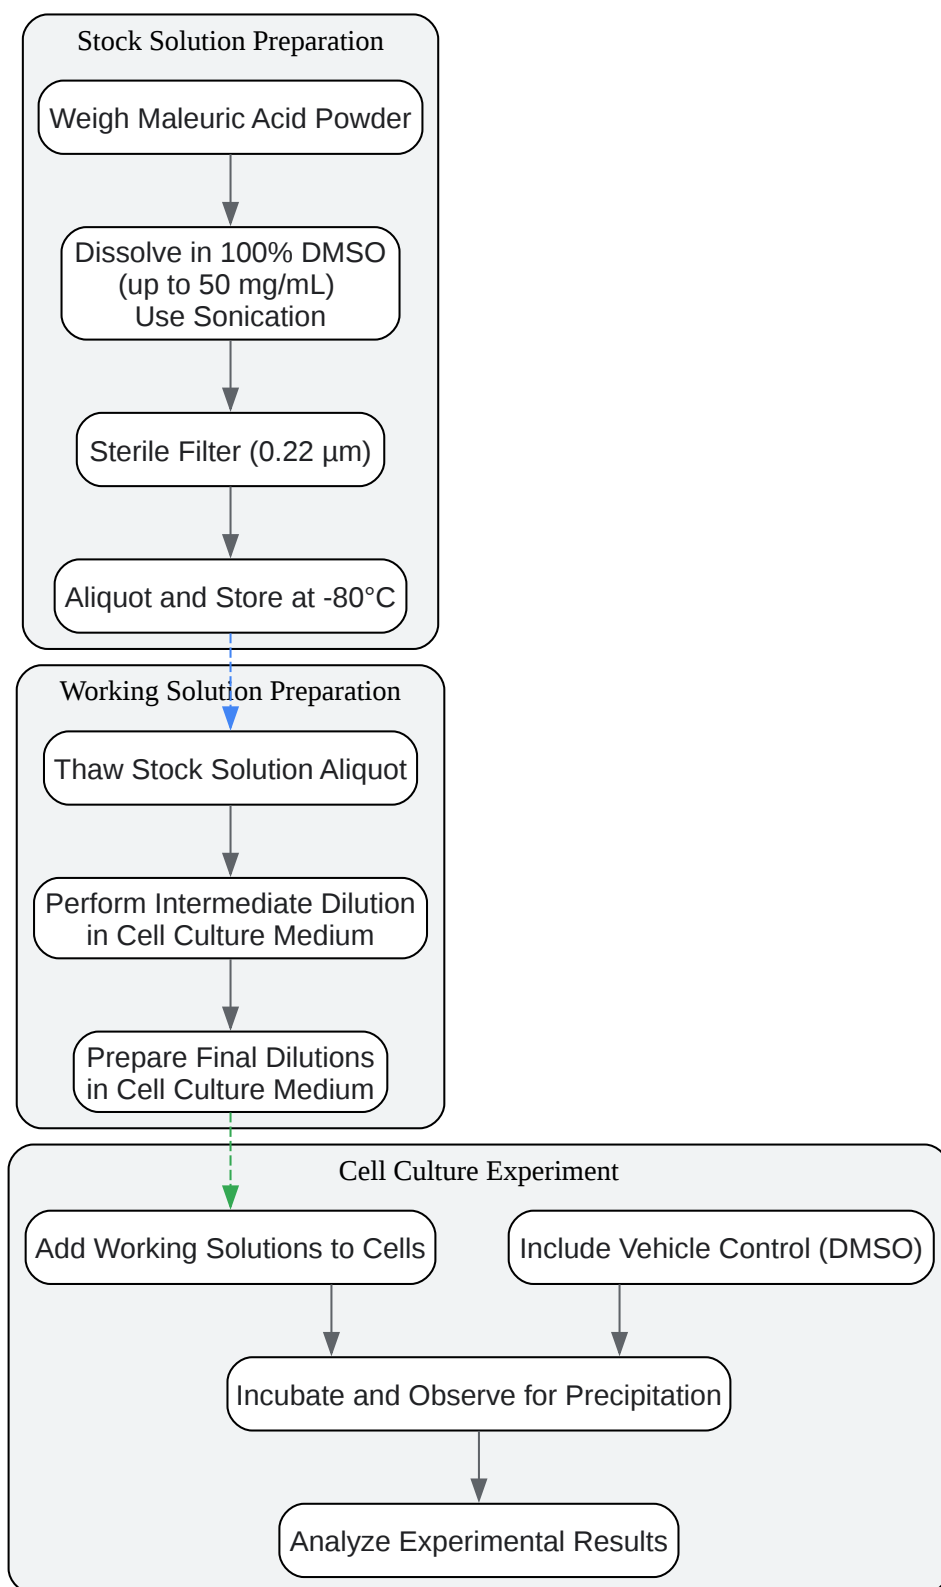 Stock Solution Preparation
Weigh Maleuric Acid Powder
Dissolve in 100% DMSO
(up to 50 mg/mL)
Use Sonication
Sterile Filter (0.22 µm)
Aliquot and Store at -80°C
Working Solution Preparation
Thaw Stock Solution Aliquot
Perform Intermediate Dilution
in Cell Culture Medium
Prepare Final Dilutions
in Cell Culture Medium
Cell Culture Experiment
Add Working Solutions to Cells
Include Vehicle Control (DMSO)
Incubate and Observe for Precipitation
Analyze Experimental Results